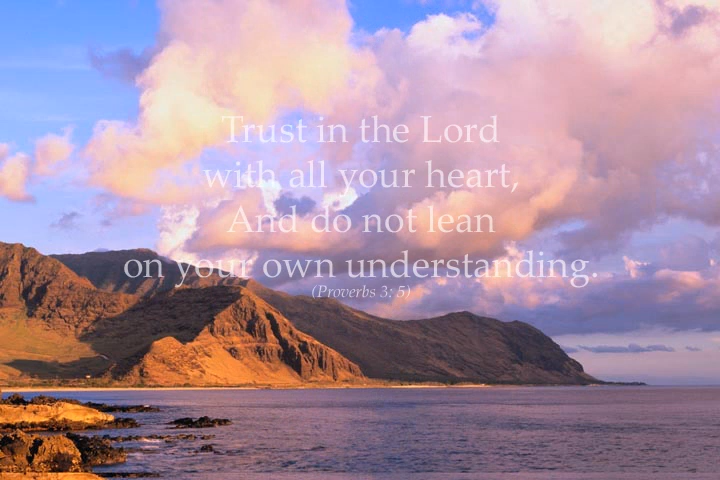 Trust in the Lord
with all your heart,
And do not lean
on your own understanding.
(Proverbs 3: 5)